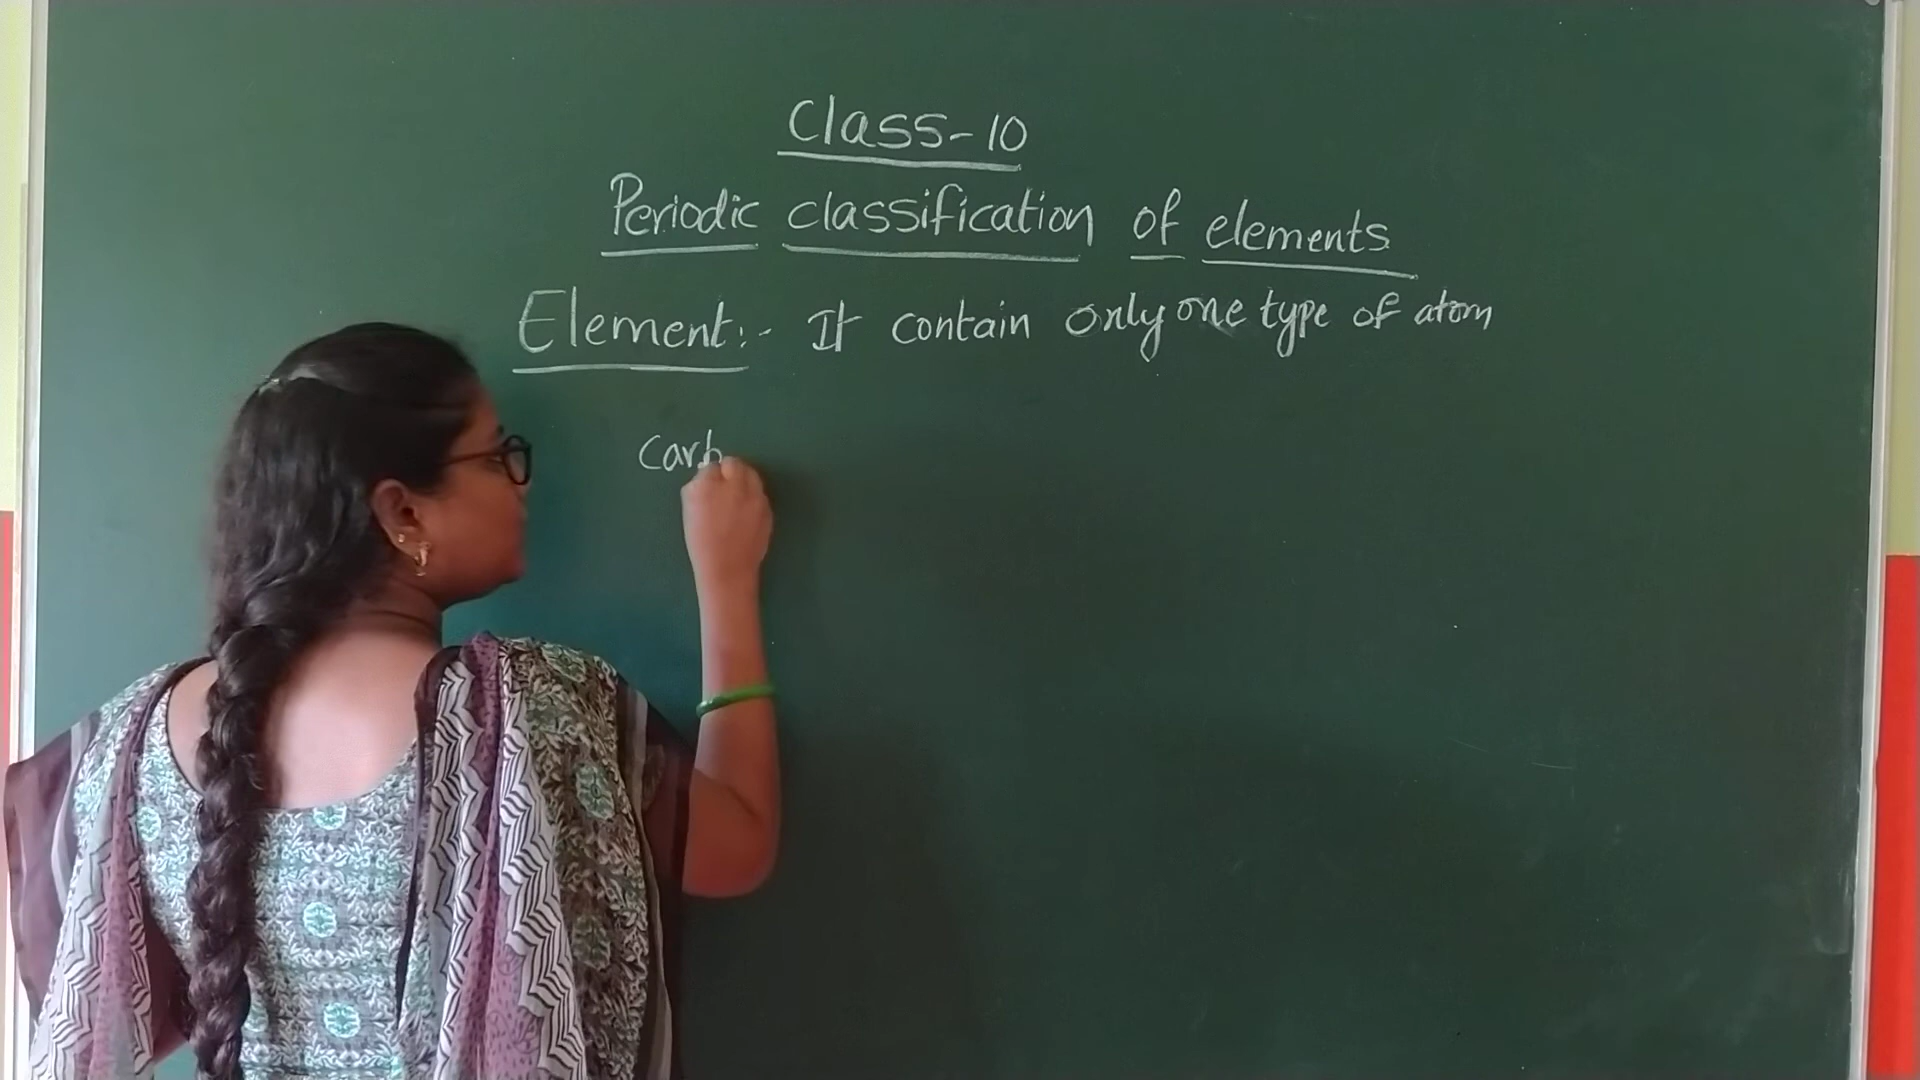 Class-10
Periodic classification of elements
Element:- It contain only one type of atom
Carb